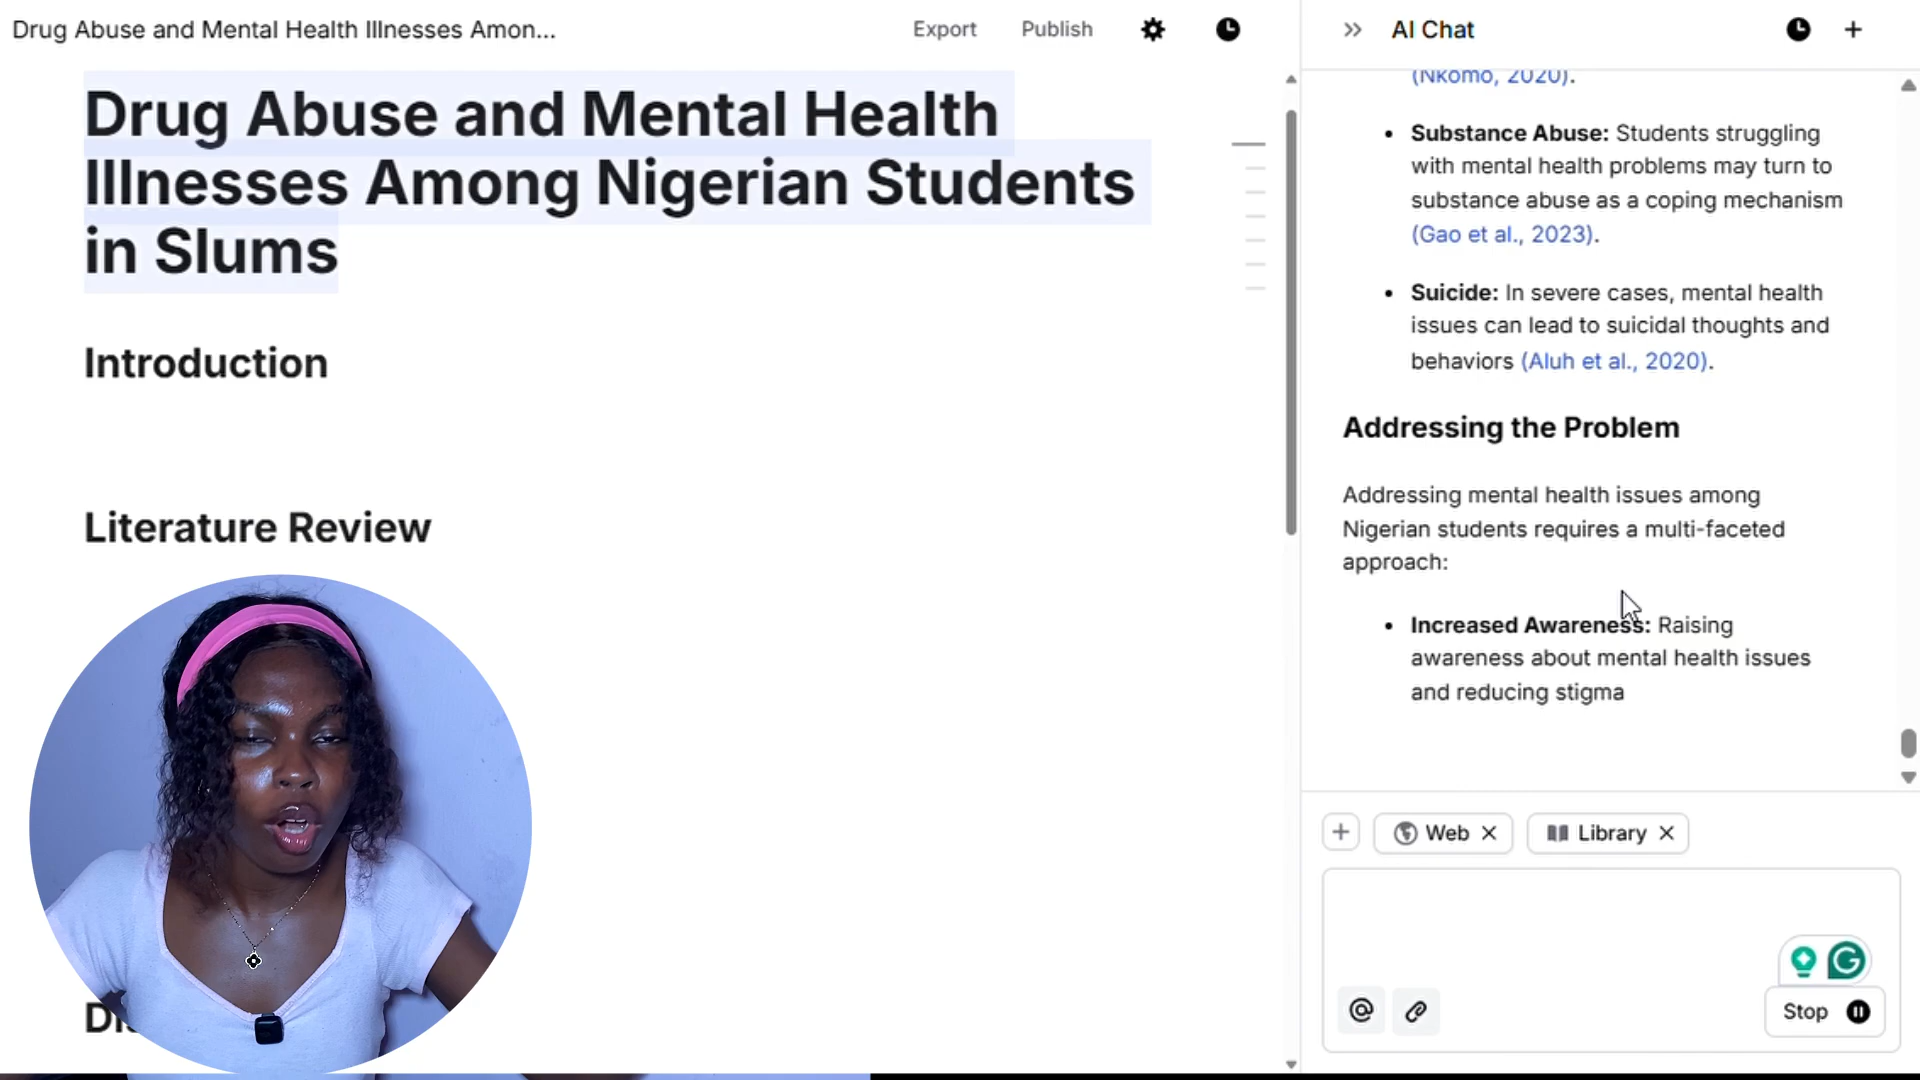 Drug Abuse and Mental Health Illnesses Amon...
Export
Publish
AI Chat
Drug Abuse and Mental Health
Illnesses Among Nigerian Students
in Slums
Introduction
Literature Review
(Nkomo, 2020).
Substance Abuse: Students struggling
with mental health problems may turn to
substance abuse as a coping mechanism
(Gao et al., 2023).
Suicide: In severe cases, mental health
issues can lead to suicidal thoughts and
behaviors (Aluh et al., 2020).
Addressing the Problem
Addressing mental health issues among
Nigerian students requires a multi-faceted
approach:
Increased Awareness: Raising
awareness about mental health issues
and reducing stigma
Web
Library
Stop